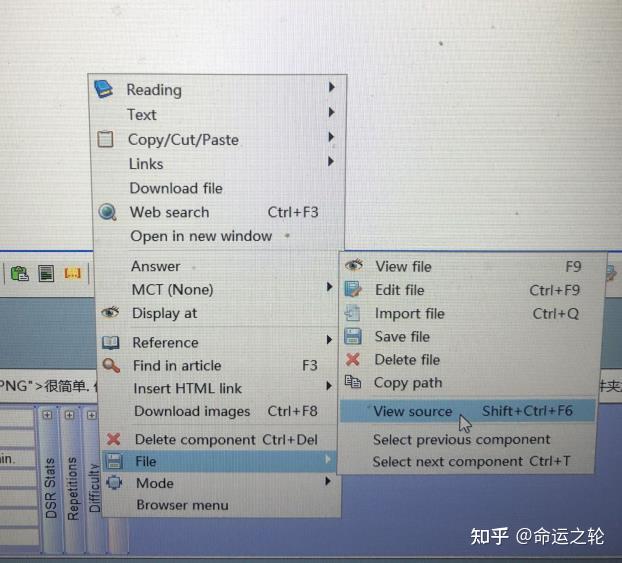 Reading
Text
Copy/Cut/Paste
Links
Download file
Web search Ctrl+F3
Open in new window
Answer
MCT (None)
Display at
Reference
Find in article F3
Insert HTML link
Download images Ctrl+F8
Delete component Ctrl+Del
File
Mode
Browser menu
View file F9
Edit file Ctrl+F9
Import file Ctrl+Q
Save file
Delete file
Copy path
View source Shift+Ctrl+F6
Select previous component
Select next component Ctrl+T
PNG">很简单.
件夹
in.
DSR Stats
Repetitions
Difficulty
知乎 @命运之轮